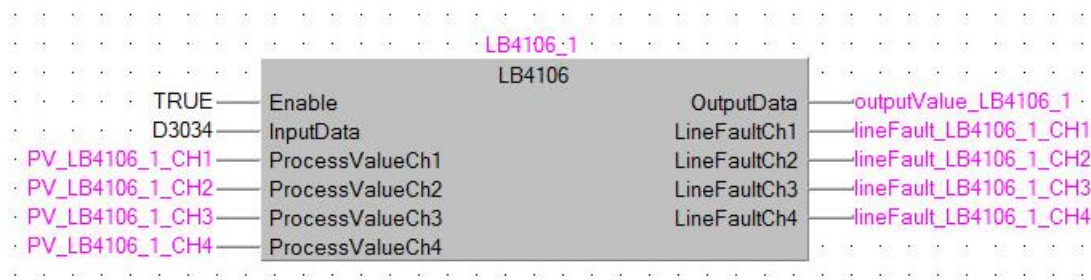 LB4106_1
LB4106
TRUE Enable OutputData outputValue_LB4106_1
D3034 InputData LineFaultCh1 lineFault_LB4106_1_CH1
PV_LB4106_1_CH1 ProcessValueCh1 LineFaultCh2 lineFault_LB4106_1_CH2
PV_LB4106_1_CH2 ProcessValueCh2 LineFaultCh3 lineFault_LB4106_1_CH3
PV_LB4106_1_CH3 ProcessValueCh3 LineFaultCh4 lineFault_LB4106_1_CH4
PV_LB4106_1_CH4 ProcessValueCh4